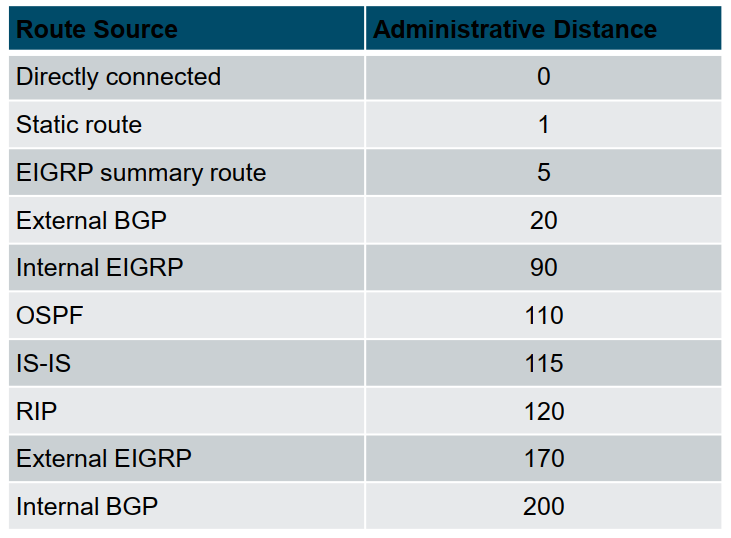 Route Source Administrative Distance
Directly connected 0
Static route 1
EIGRP summary route 5
External BGP 20
Internal EIGRP 90
OSPF 110
IS-IS 115
RIP 120
External EIGRP 170
Internal BGP 200